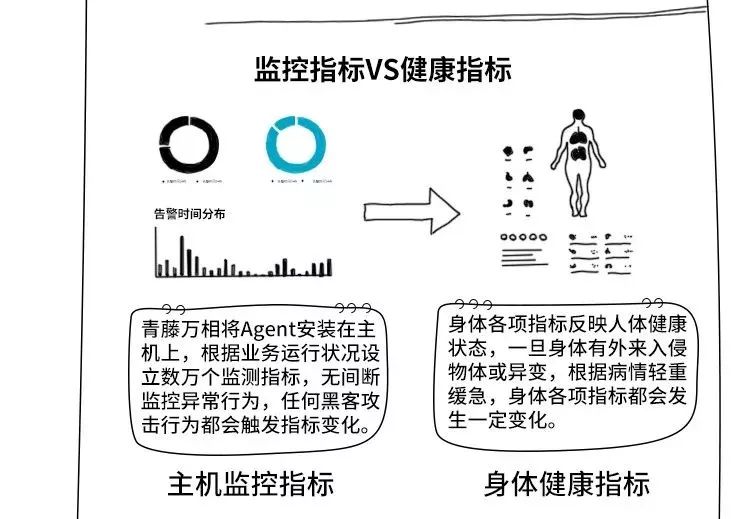 监控指标VS健康指标
告警时间分布
青藤万相将Agent安装在主
机上，根据业务运行状况设
立数万个监测指标，无间断
监控异常行为，任何黑客攻
击行为都会触发指标变化。
身体各项指标反映人体健康
状态，一旦身体有外来入侵
物体或异变，根据病情轻重
缓急，身体各项指标都会发
生一定变化。
主机监控指标
身体健康指标